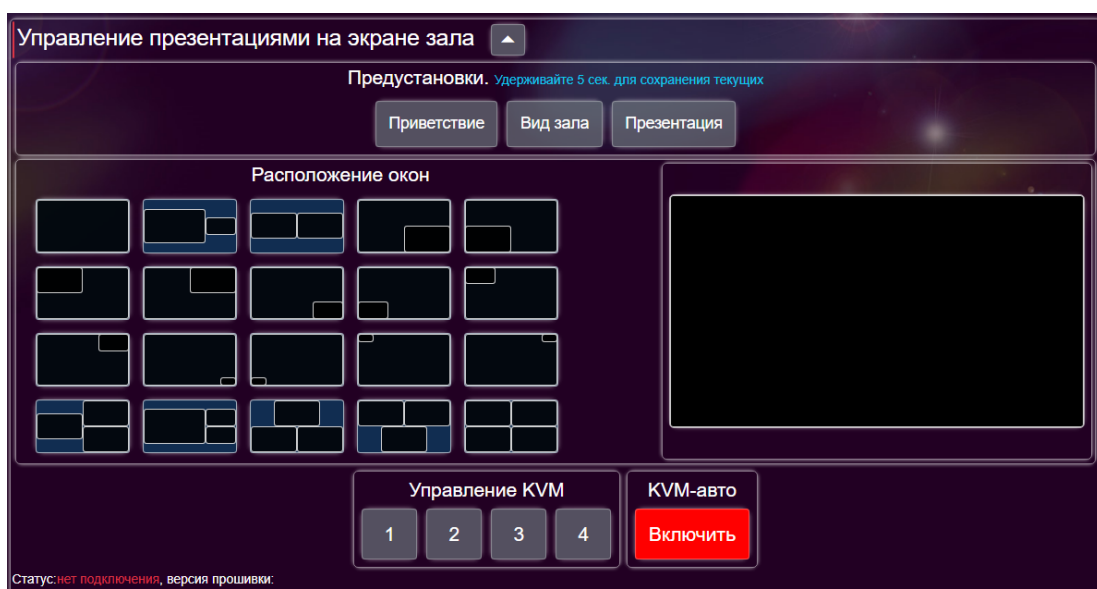 Управление презентациями на экране зала
Предустановки. Удерживайте 5 сек. для сохранения текущих
Приветствие Вид зала Презентация
Расположение окон
Управление KVM
1 2 3 4
KVM-авто
Включить
Статус:нет подключения, версия прошивки: